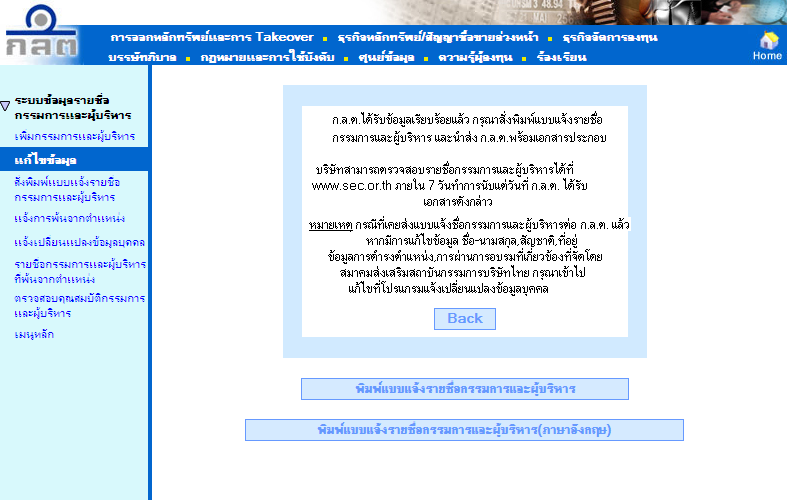 กลต
การออกหลักทรัพย์และการ Takeover
ธุรกิจหลักทรัพย์/สัญญาซื้อขายล่วงหน้า
ธุรกิจจัดการลงทุน
บรรษัทภิบาล
กฎหมายและการใช้บังคับ
ศูนย์ข้อมูล
ความรู้ผู้ลงทุน
ร้องเรียน
Home
ระบบข้อมูลรายชื่อ
กรรมการและผู้บริหาร
เพิ่มกรรมการและผู้บริหาร
แก้ไขข้อมูล
สั่งพิมพ์แบบแจ้งรายชื่อ
กรรมการและผู้บริหาร
แจ้งการพ้นจากตำแหน่ง
แจ้งเปลี่ยนแปลงข้อมูลบุคคล
รายชื่อกรรมการและผู้บริหาร
ที่พ้นจากตำแหน่ง
ตรวจสอบคุณสมบัติกรรมการ
และผู้บริหาร
เมนูหลัก
ก.ล.ต.ได้รับข้อมูลเรียบร้อยแล้ว กรุณาสั่งพิมพ์แบบแจ้งรายชื่อ
กรรมการและผู้บริหาร และนำส่ง ก.ล.ต.พร้อมเอกสารประกอบ
บริษัทสามารถตรวจสอบรายชื่อกรรมการและผู้บริหารได้ที่
www.sec.or.th ภายใน 7 วันทำการนับแต่วันที่ ก.ล.ต. ได้รับ
เอกสารดังกล่าว
หมายเหตุ กรณีที่เคยส่งแบบแจ้งชื่อกรรมการและผู้บริหารต่อ ก.ล.ต. แล้ว
หากมีการแก้ไขข้อมูล ชื่อ-นามสกุล,สัญชาติ,ที่อยู่
ข้อมูลการดำรงตำแหน่ง,การผ่านการอบรมที่เกี่ยวข้องที่จัดโดย
สมาคมส่งเสริมสถาบันกรรมการบริษัทไทย กรุณาเข้าไป
แก้ไขที่โปรแกรมแจ้งเปลี่ยนแปลงข้อมูลบุคคล
Back
พิมพ์แบบแจ้งรายชื่อกรรมการและผู้บริหาร
พิมพ์แบบแจ้งรายชื่อกรรมการและผู้บริหาร(ภาษาอังกฤษ)